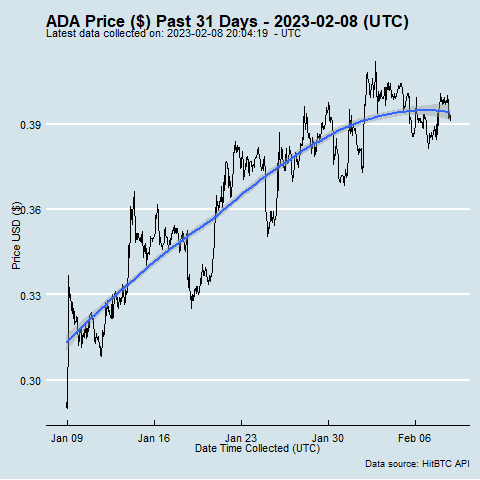 ADA Price ($) Past 31 Days - 2023-02-08 (UTC)
Latest data collected on: 2023-02-08 20:04:19 - UTC
Price USD ($)
0.39
0.36
0.33
0.30
Jan 09
Jan 16
Jan 23
Jan 30
Feb 06
Date Time Collected (UTC)
Data source: HitBTC API